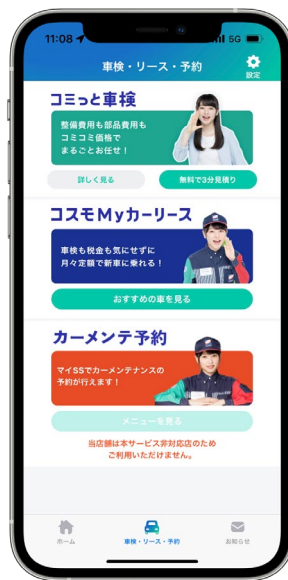 11:08
5G
車検・リース・予約
設定
コミっと車検
整備費用も部品費用も
コミコミ価格で
まるごとお任せ！
詳しく見る
無料で3分見積り
コスモMyカーリース
車検も税金も気にせずに
月々定額で新車に乗れる！
おすすめの車を見る
カーメンテ予約
マイSSでカーメンテナンスの
予約が行えます！
メニューを見る
当店舗は本サービス非対応店のため
ご利用いただけません。
ホーム
車検・リース・予約
お知らせ